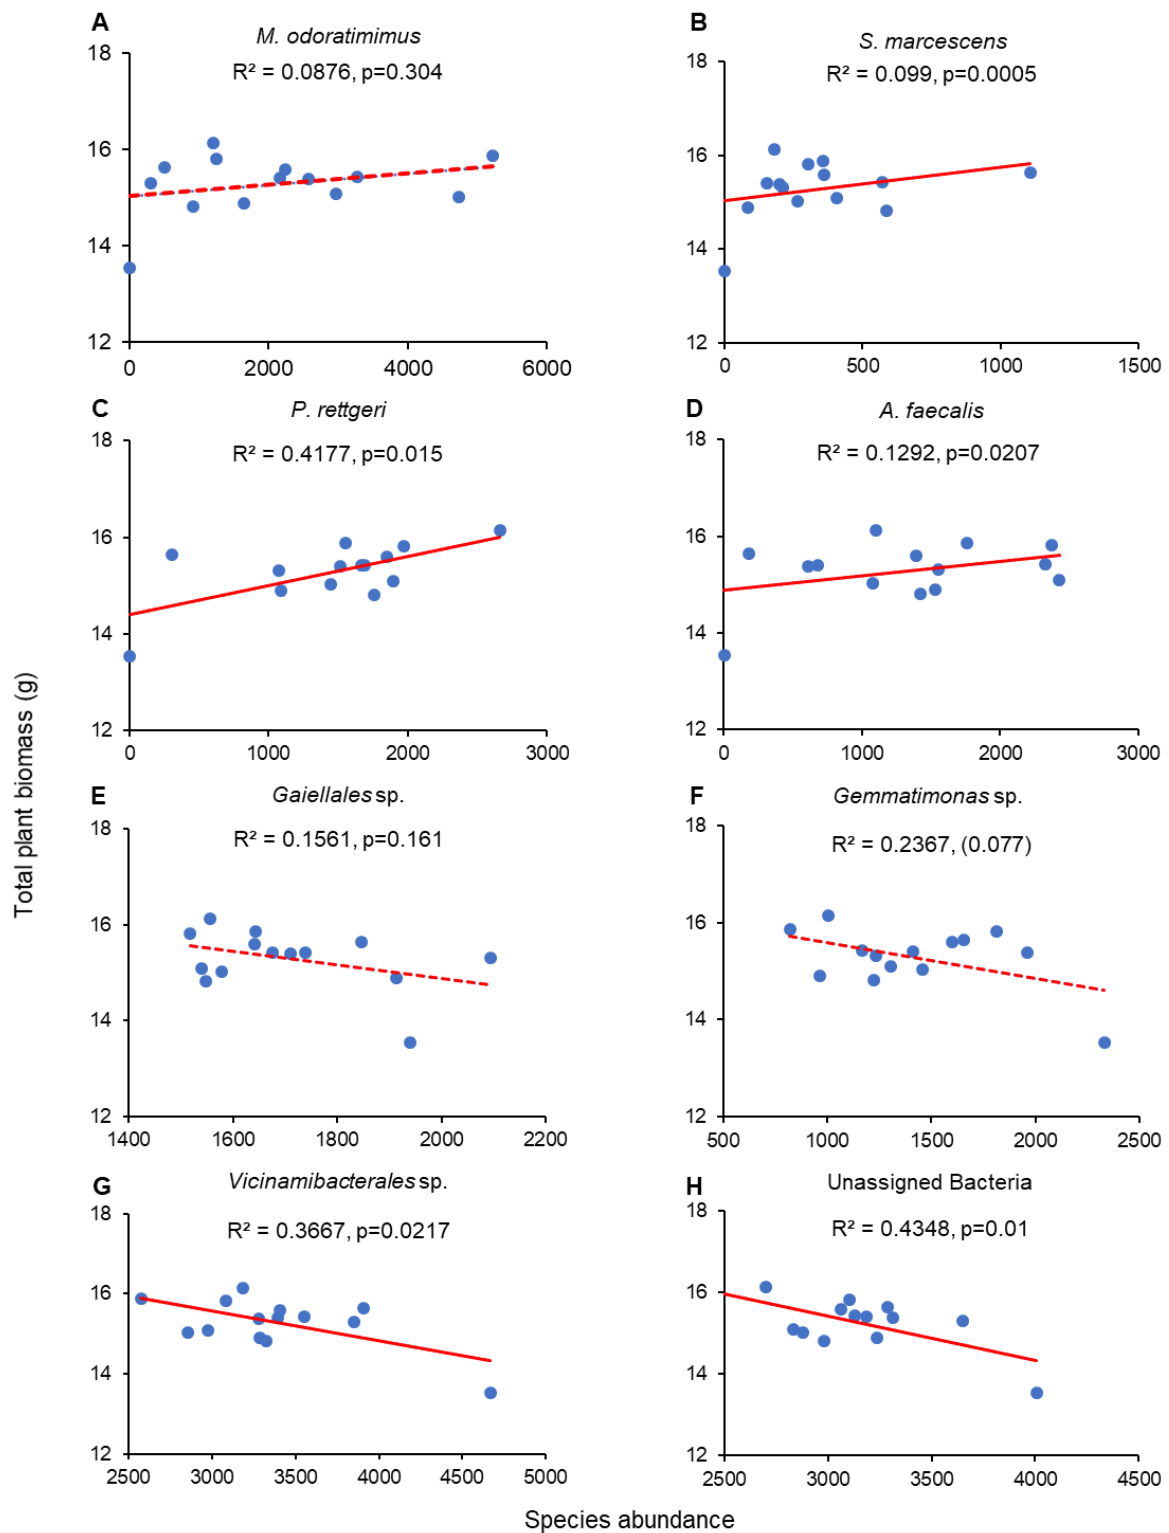 A
M. odoratimimus
R² = 0.0876, p=0.304
18
16
14
12
0
2000
4000
6000
B
S. marcescens
R² = 0.099, p=0.0005
18
16
14
12
0
500
1000
1500
C
P. rettgeri
R² = 0.4177, p=0.015
18
16
14
12
0
1000
2000
3000
D
A. faecalis
R² = 0.1292, p=0.0207
18
16
14
12
0
1000
2000
3000
Total plant biomass (g)
E
Gaiellales sp.
R² = 0.1561, p=0.161
18
16
14
12
1400
1600
1800
2000
2200
F
Gemmatimonas sp.
R² = 0.2367, (0.077)
18
16
14
12
500
1000
1500
2000
2500
G
Vicinamibacterales sp.
R² = 0.3667, p=0.0217
18
16
14
12
2500
3000
3500
4000
4500
5000
H
Unassigned Bacteria
R² = 0.4348, p=0.01
18
16
14
12
2500
3000
3500
4000
4500
Species abundance